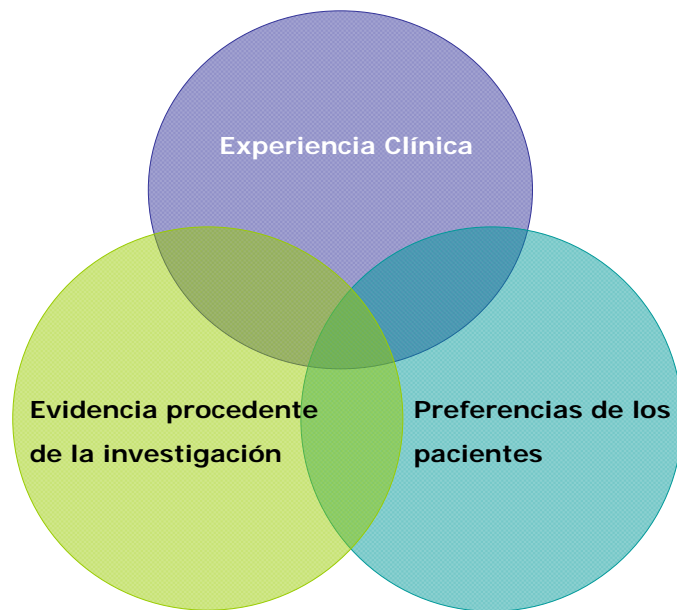 Experiencia Clínica
Evidencia procedente
de la investigación
Preferencias de los
pacientes